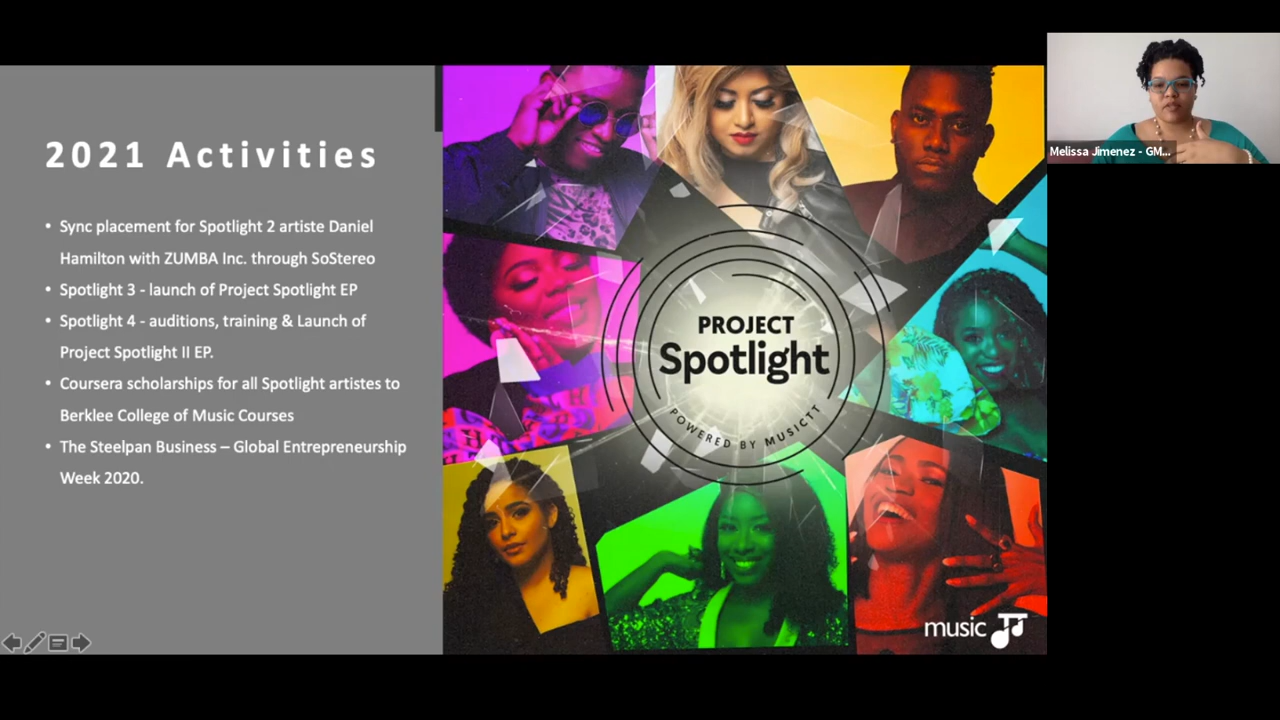 2021 Activities
• Sync placement for Spotlight 2 artiste Daniel
Hamilton with ZUMBA Inc. through SoStereo
• Spotlight 3 - launch of Project Spotlight EP
• Spotlight 4 - auditions, training & Launch of
Project Spotlight II EP.
• Coursera scholarships for all Spotlight artistes to
Berklee College of Music Courses
• The Steelpan Business – Global Entrepreneurship
Week 2020.
PROJECT
Spotlight
POWERED BY MUSICTT
music TT
Melissa Jimenez - GM...